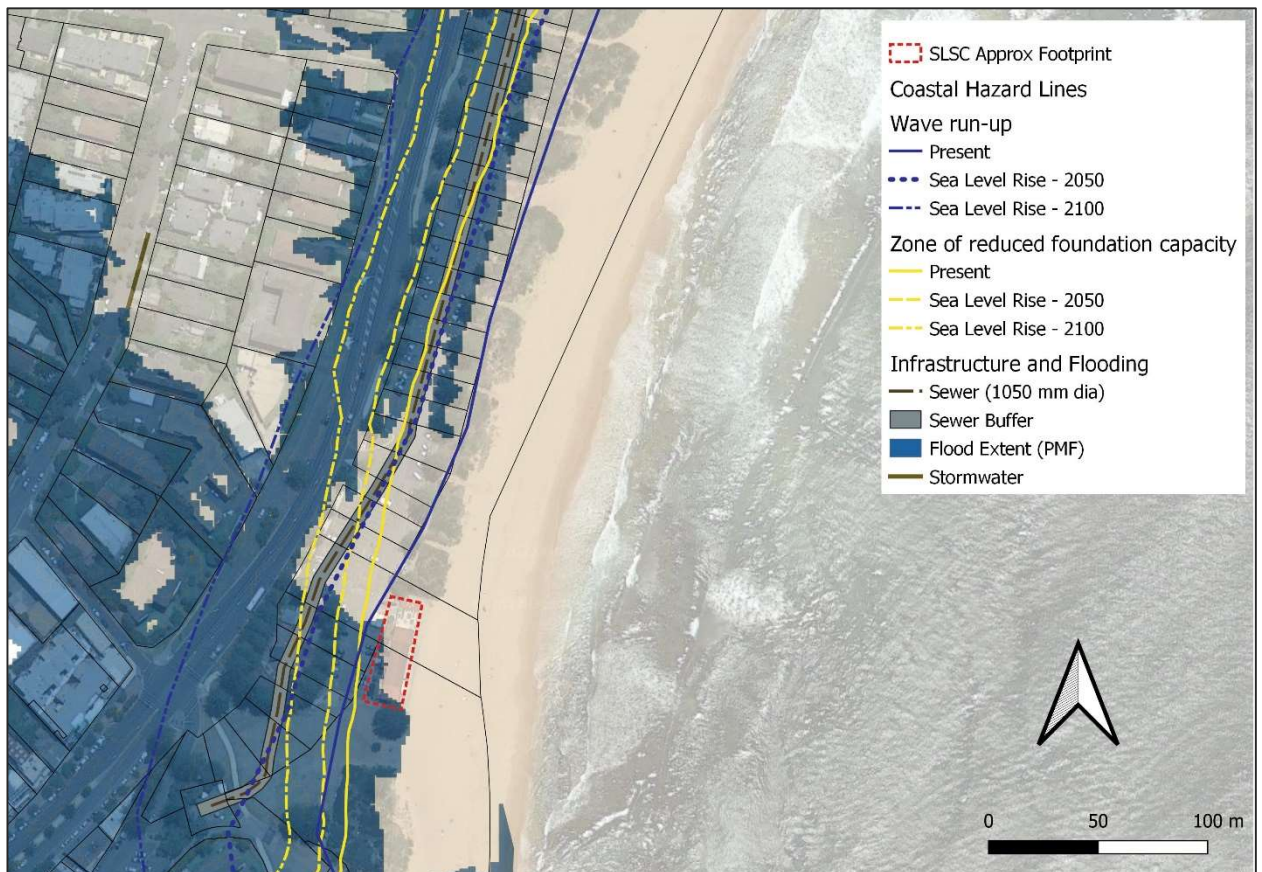 SLSC Approx Footprint
Coastal Hazard Lines
Wave run-up
Present
Sea Level Rise - 2050
Sea Level Rise - 2100
Zone of reduced foundation capacity
Present
Sea Level Rise - 2050
Sea Level Rise - 2100
Infrastructure and Flooding
Sewer (1050 mm dia)
Sewer Buffer
Flood Extent (PMF)
Stormwater
0 50 100 m